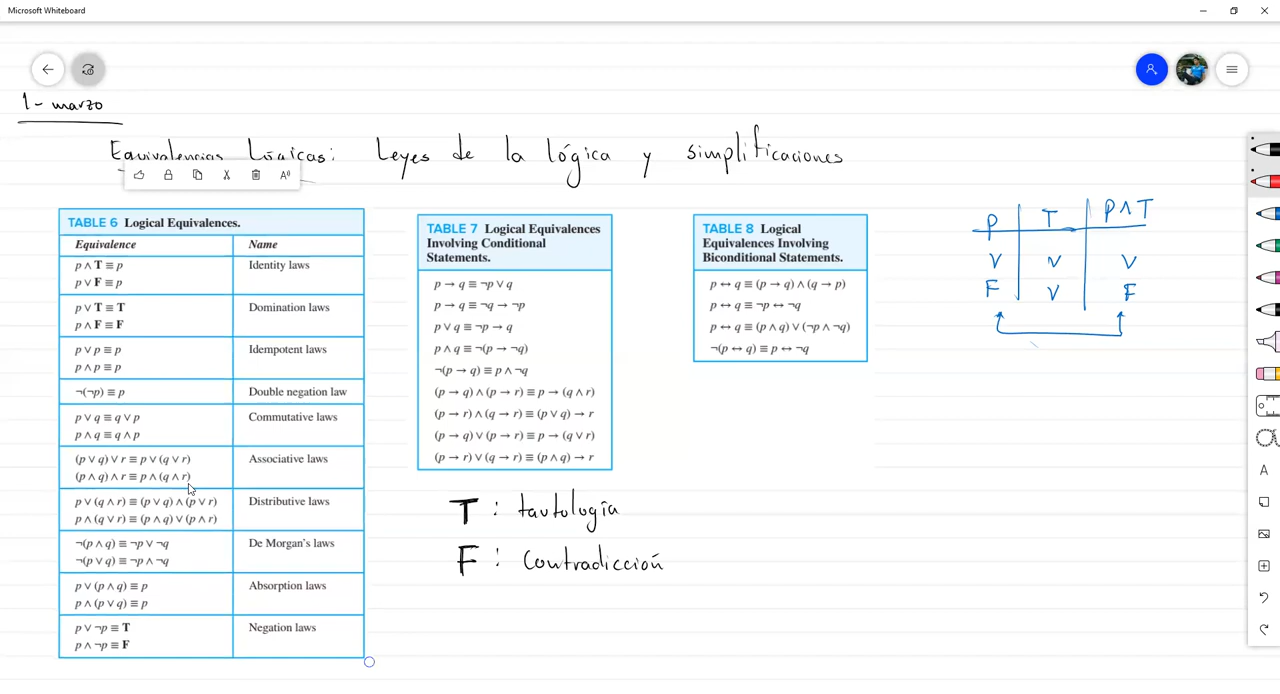 Microsoft Whiteboard
1- marzo
Equivalencias Lógicas: Leyes de la lógica y simplificaciones
TABLE 6 Logical Equivalences.
Equivalence Name
p ∧ T ≡ p Identity laws
p ∨ F ≡ p
p ∨ T ≡ T Domination laws
p ∧ F ≡ F
p ∨ p ≡ p Idempotent laws
p ∧ p ≡ p
¬(¬p) ≡ p Double negation law
p ∨ q ≡ q ∨ p Commutative laws
p ∧ q ≡ q ∧ p
(p ∨ q) ∨ r ≡ p ∨ (q ∨ r) Associative laws
(p ∧ q) ∧ r ≡ p ∧ (q ∧ r)
p ∨ (q ∧ r) ≡ (p ∨ q) ∧ (p ∨ r) Distributive laws
p ∧ (q ∨ r) ≡ (p ∧ q) ∨ (p ∧ r)
¬(p ∧ q) ≡ ¬p ∨ ¬q De Morgan's laws
¬(p ∨ q) ≡ ¬p ∧ ¬q
p ∨ (p ∧ q) ≡ p Absorption laws
p ∧ (p ∨ q) ≡ p
p ∨ ¬p ≡ T Negation laws
p ∧ ¬p ≡ F
TABLE 7 Logical Equivalences
Involving Conditional
Statements.
p → q ≡ ¬p ∨ q
p → q ≡ ¬q → ¬p
p ∨ q ≡ ¬p → q
p ∧ q ≡ ¬(p → ¬q)
¬(p → q) ≡ p ∧ ¬q
(p → q) ∧ (p → r) ≡ p → (q ∧ r)
(p → r) ∧ (q → r) ≡ (p ∨ q) → r
(p → q) ∨ (p → r) ≡ p → (q ∨ r)
(p → r) ∨ (q → r) ≡ (p ∧ q) → r
T : tautología
F : Contradicción
TABLE 8 Logical
Equivalences Involving
Biconditional Statements.
p ↔ q ≡ (p → q) ∧ (q → p)
p ↔ q ≡ ¬p ↔ ¬q
p ↔ q ≡ (p ∧ q) ∨ (¬p ∧ ¬q)
¬(p ↔ q) ≡ p ↔ ¬q
P T P ∧ T
V V V
F V F